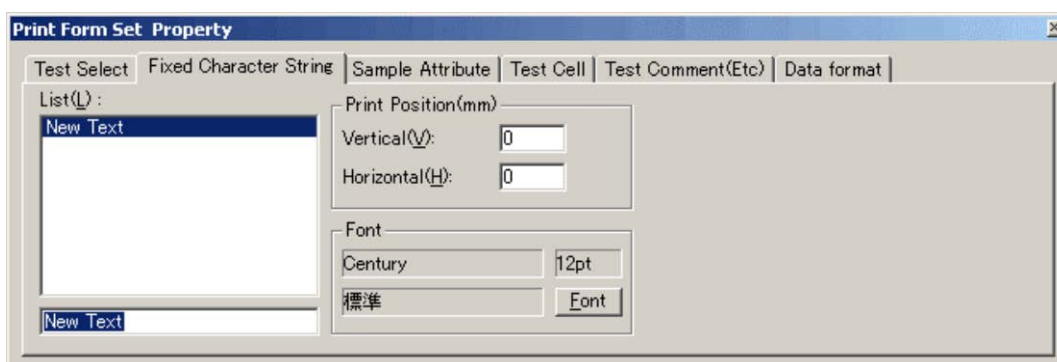 Print Form Set Property
Test Select Fixed Character String Sample Attribute Test Cell Test Comment(Etc) Data format
List(L) :
New Text
New Text
Print Position(mm)
Vertical(V): 0
Horizontal(H): 0
Font
Century 12pt
標準 Font